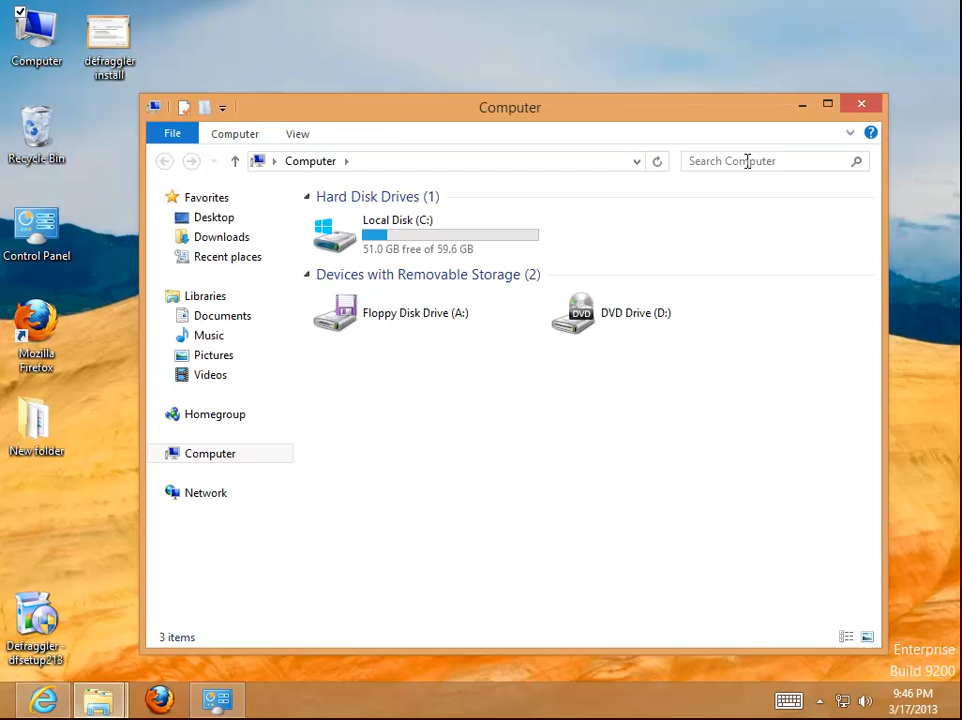 Computer
defraggler
install
Recycle Bin
Control Panel
Mozilla
Firefox
New folder
Defraggler -
dfsetup213
Computer
File
Computer
View
Computer
Search Computer
Favorites
Desktop
Downloads
Recent places
Libraries
Documents
Music
Pictures
Videos
Homegroup
Computer
Network
Hard Disk Drives (1)
Local Disk (C:)
51.0 GB free of 59.6 GB
Devices with Removable Storage (2)
Floppy Disk Drive (A:)
DVD
DVD Drive (D:)
3 items
Enterprise
Build 9200
9:46 PM
3/17/2013